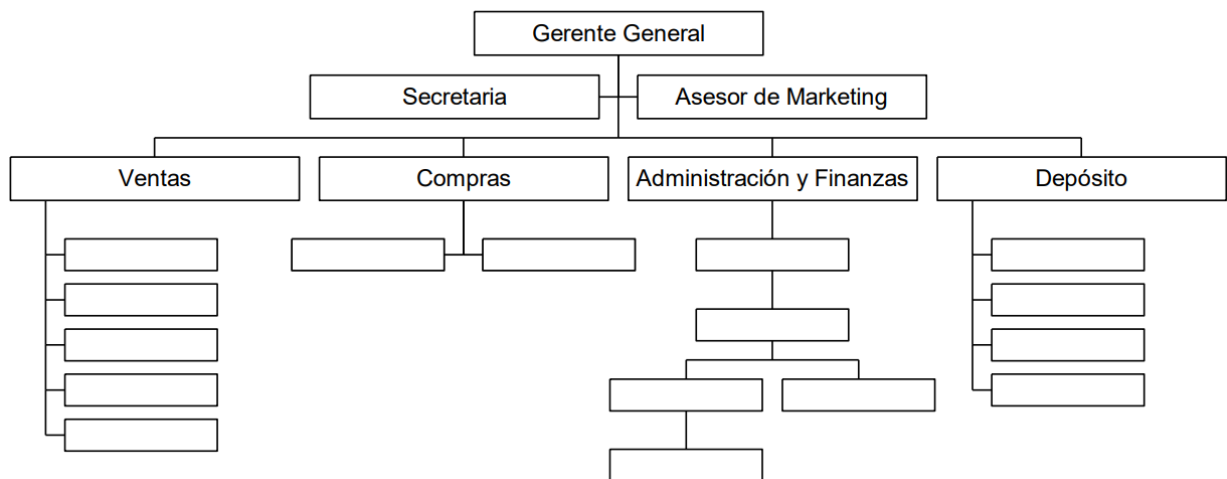 Gerente General
Secretaria
Asesor de Marketing
Ventas
Compras
Administración y Finanzas
Depósito